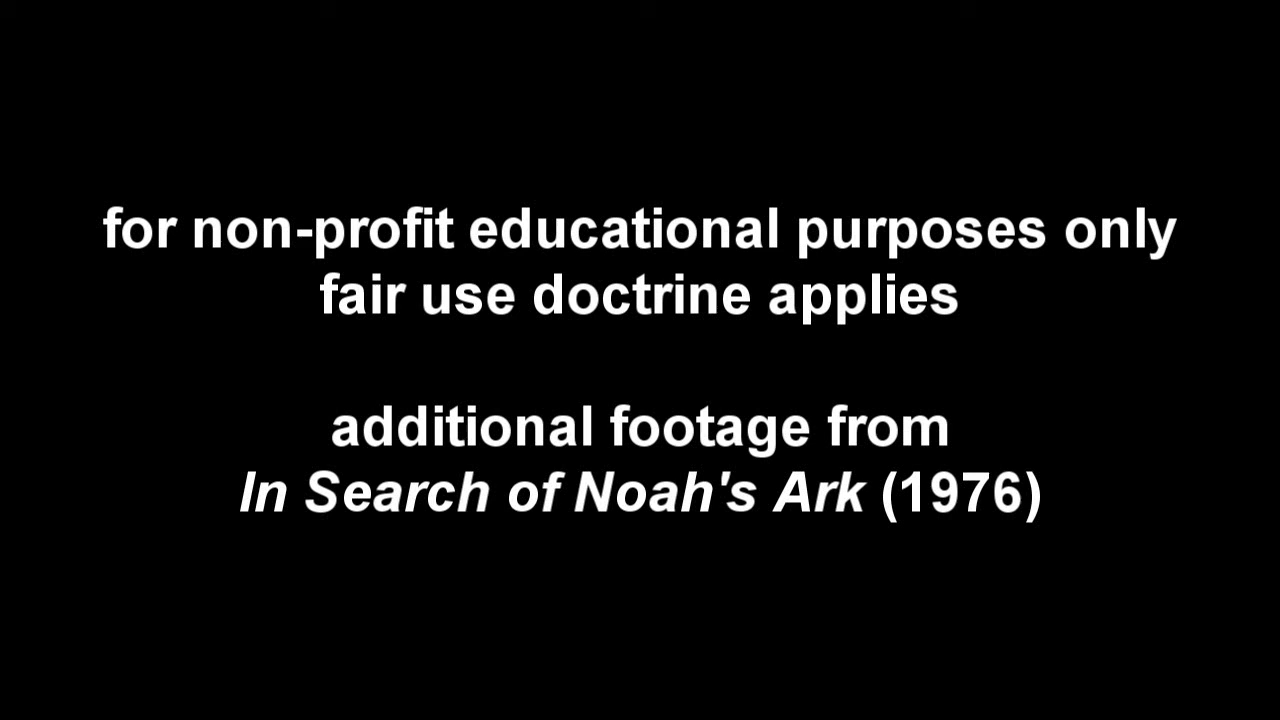 for non-profit educational purposes only
fair use doctrine applies
additional footage from
In Search of Noah's Ark (1976)